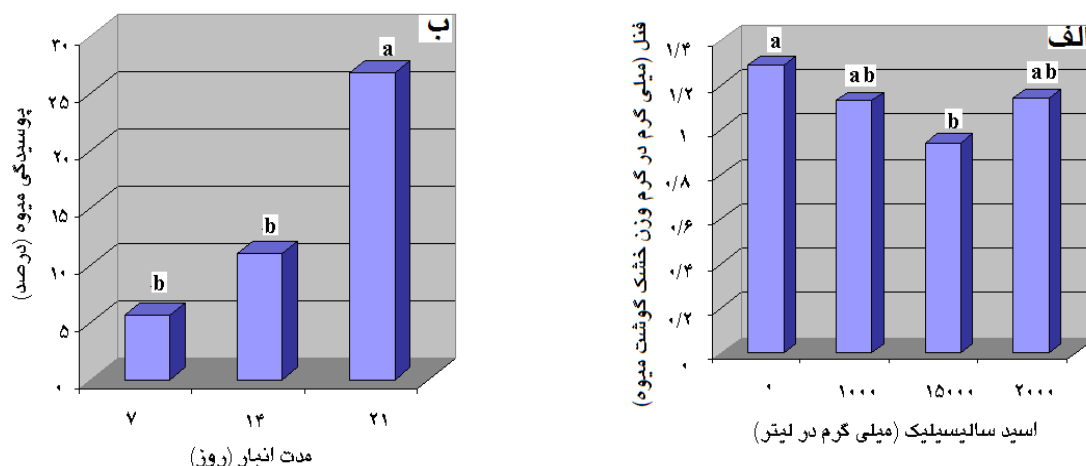 الف
فنل (میلی گرم در گرم وزن خشک گوشت میوه)
۱/۴
۱/۲
۱
۰/۸
۰/۶
۰/۴
۰/۲
۰
a
ab
b
ab
۰ ۱۰۰۰ ۱۵۰۰۰ ۲۰۰۰
اسید سالیسیلیک (میلی گرم در لیتر)
ب
پوسیدگی میوه (درصد)
۳۰
۲۵
۲۰
۱۵
۱۰
۵
۰
b
b
a
۷ ۱۴ ۲۱
مدت انبار (روز)